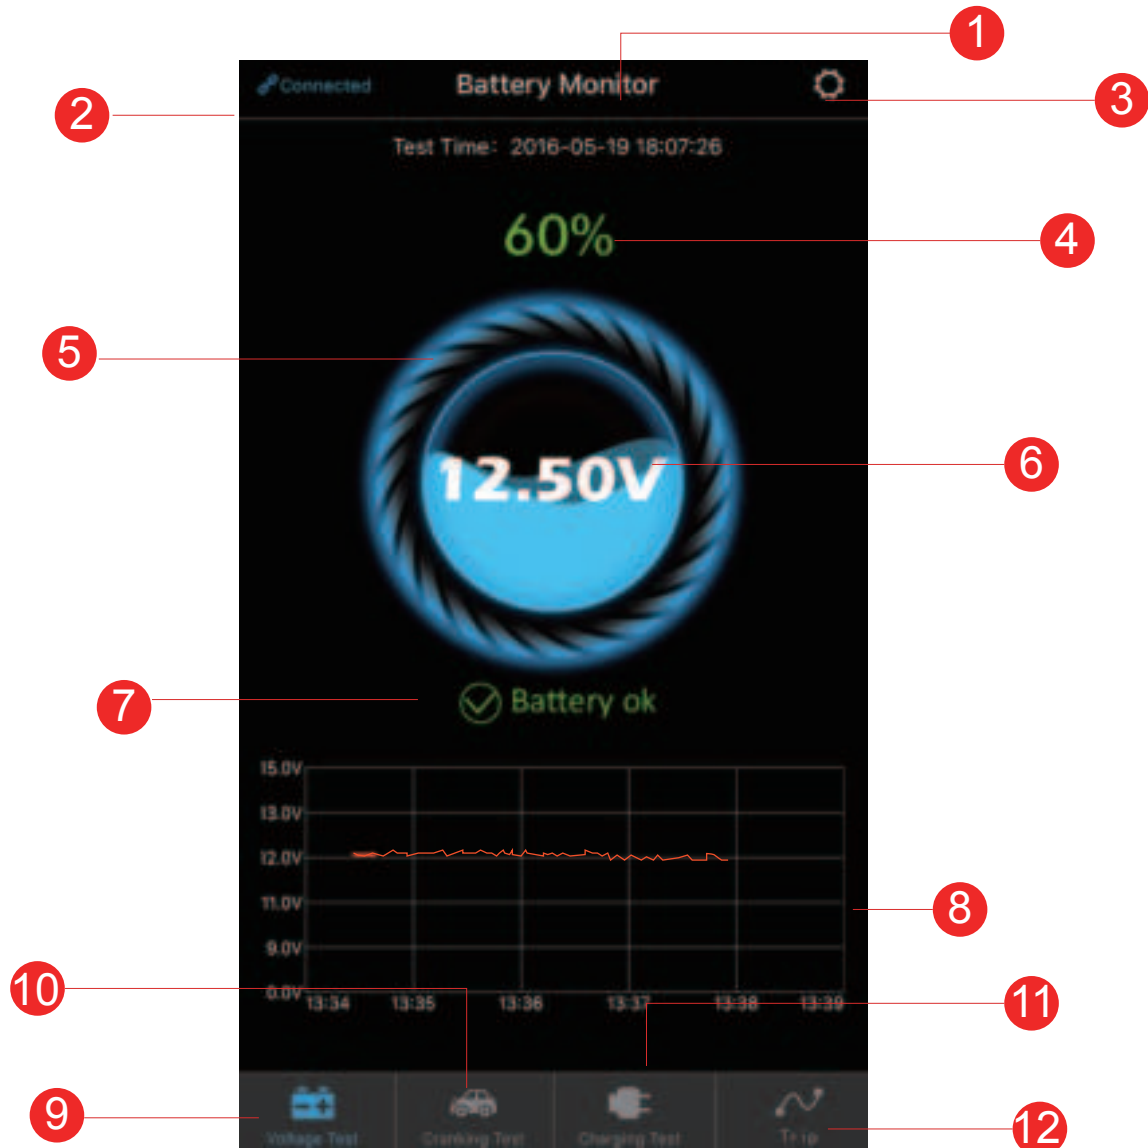 1
Connected
Battery Monitor
2
3
Test Time: 2016-05-19 18:07:26
60%
4
5
12.50V
6
7
Battery ok
15.0V
13.0V
12.0V
11.0V
8
9.0V
10
0.0V
13:34 13:35 13:36 13:37 13:38 13:39
11
9
Voltage Test
Cranking Test
Charging Test
Trip
12